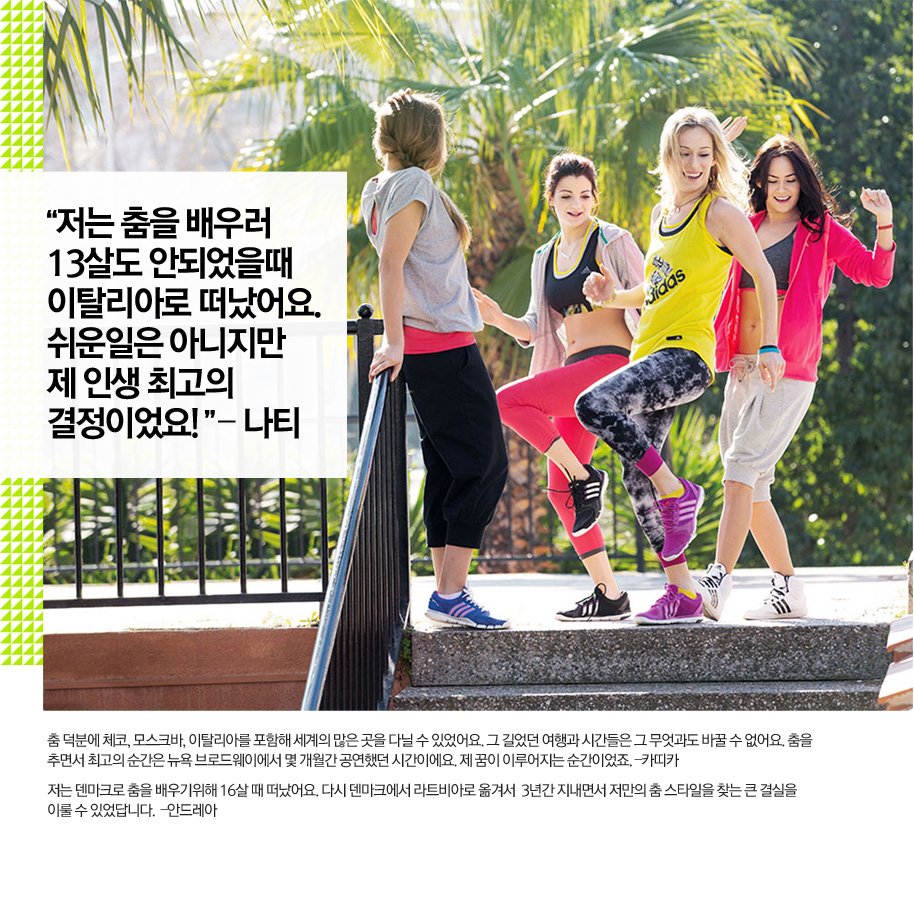 “저는 춤을 배우러
13살도 안되었을때
이탈리아로 떠났어요.
쉬운일은 아니지만
제 인생 최고의
결정이었요! ” – 나티
adidas
춤 덕분에 체코, 모스크바, 이탈리아를 포함해 세계의 많은 곳을 다닐 수 있었어요. 그 길었던 여행과 시간들은 그 무엇과도 바꿀 수 없어요. 춤을
추면서 최고의 순간은 뉴욕 브로드웨이에서 몇 개월간 공연했던 시간이에요. 제 꿈이 이루어지는 순간이었죠. –카띠카
저는 덴마크로 춤을 배우기위해 16살 때 떠났어요. 다시 덴마크에서 라트비아로 옮겨서 3년간 지내면서 저만의 춤 스타일을 찾는 큰 결실을
이룰 수 있었답니다. –안드레아